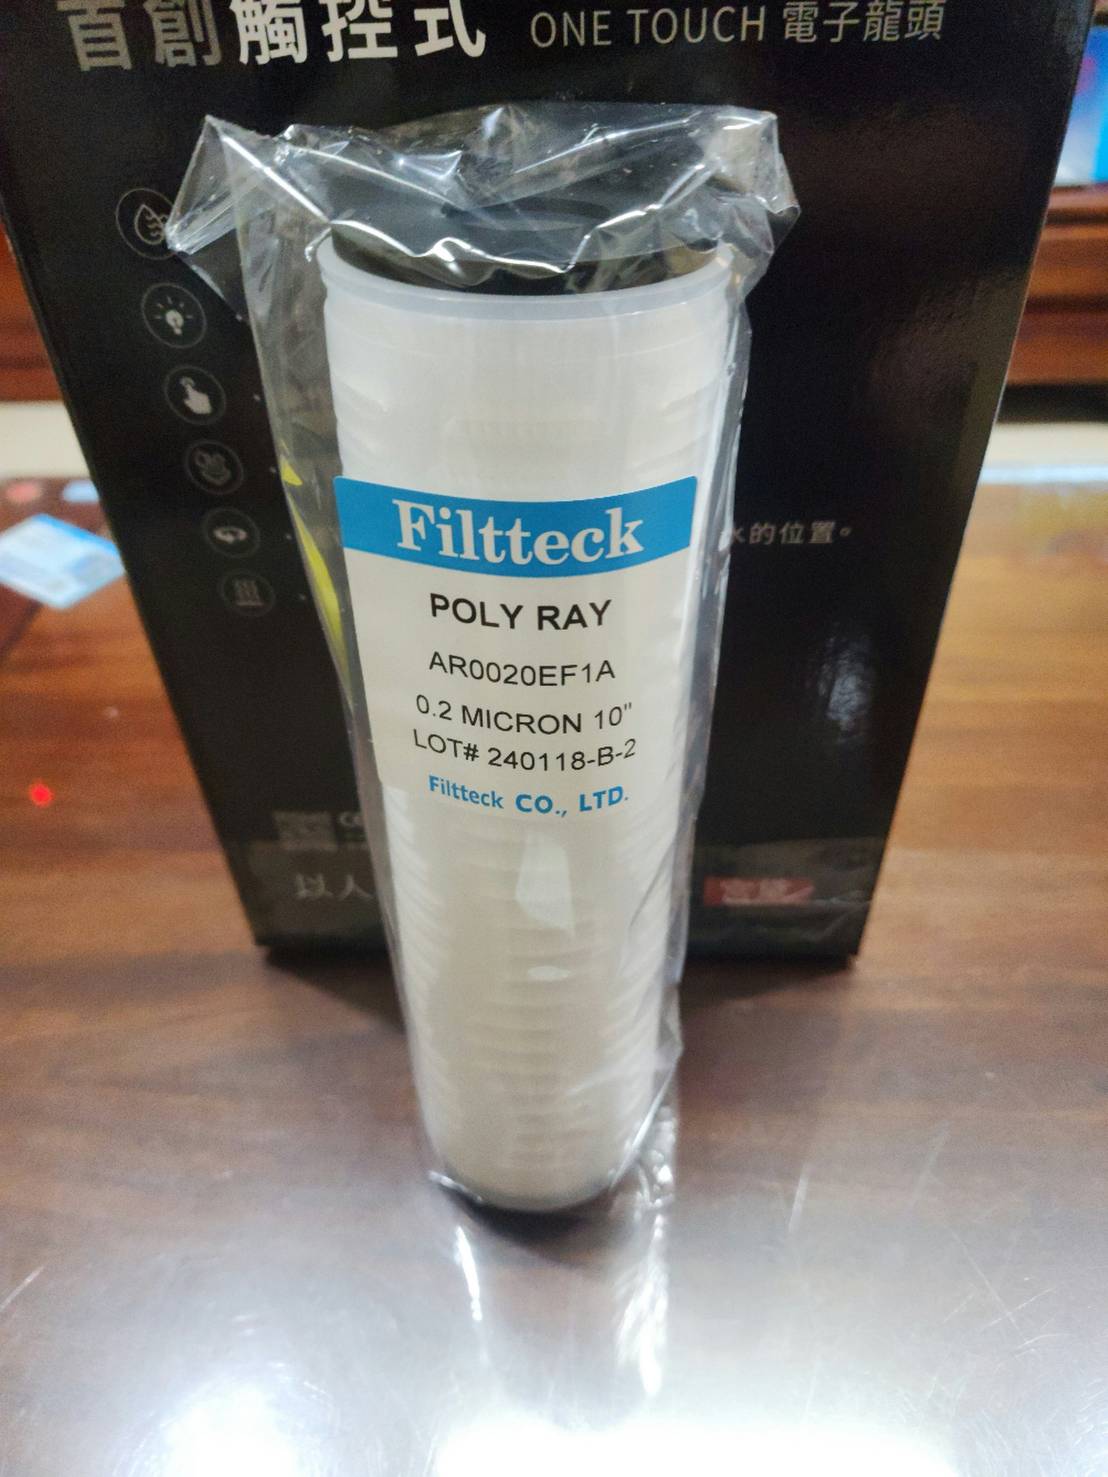 首創觸控式 ONE TOUCH 電子龍頭
水的位置。
Filtteck
POLY RAY
AR0020EF1A
0.2 MICRON 10"
LOT# 240118-B-2
Filtteck CO., LTD.
以人